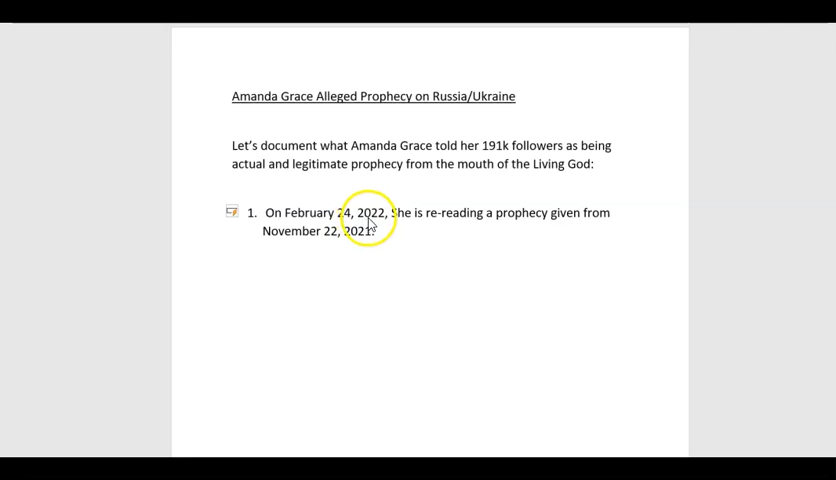 Amanda Grace Alleged Prophecy on Russia/Ukraine
Let's document what Amanda Grace told her 191k followers as being
actual and legitimate prophecy from the mouth of the Living God:
1. On February 24, 2022, She is re-reading a prophecy given from
November 22, 2021: